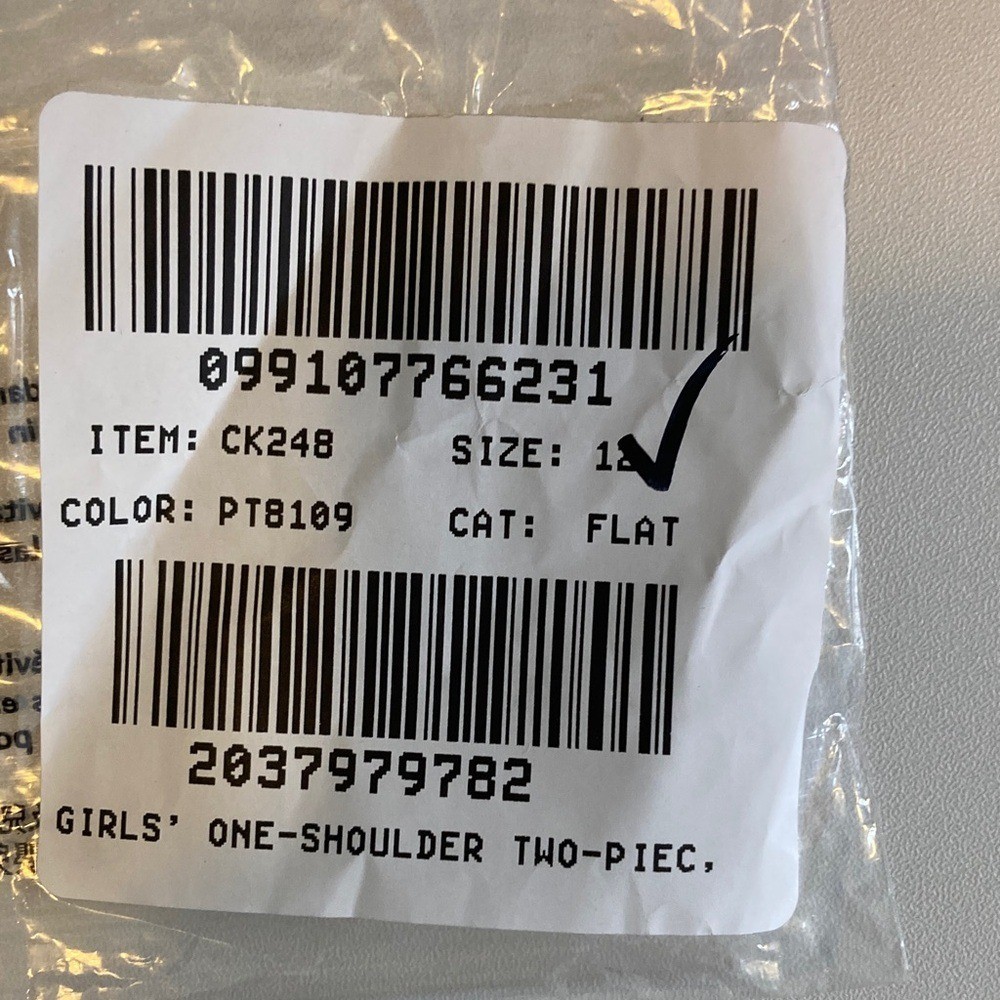 099107766231
ITEM: CK248 SIZE: 12
COLOR: PT8109 CAT: FLAT
2037979782
GIRLS' ONE-SHOULDER TWO-PIEC,